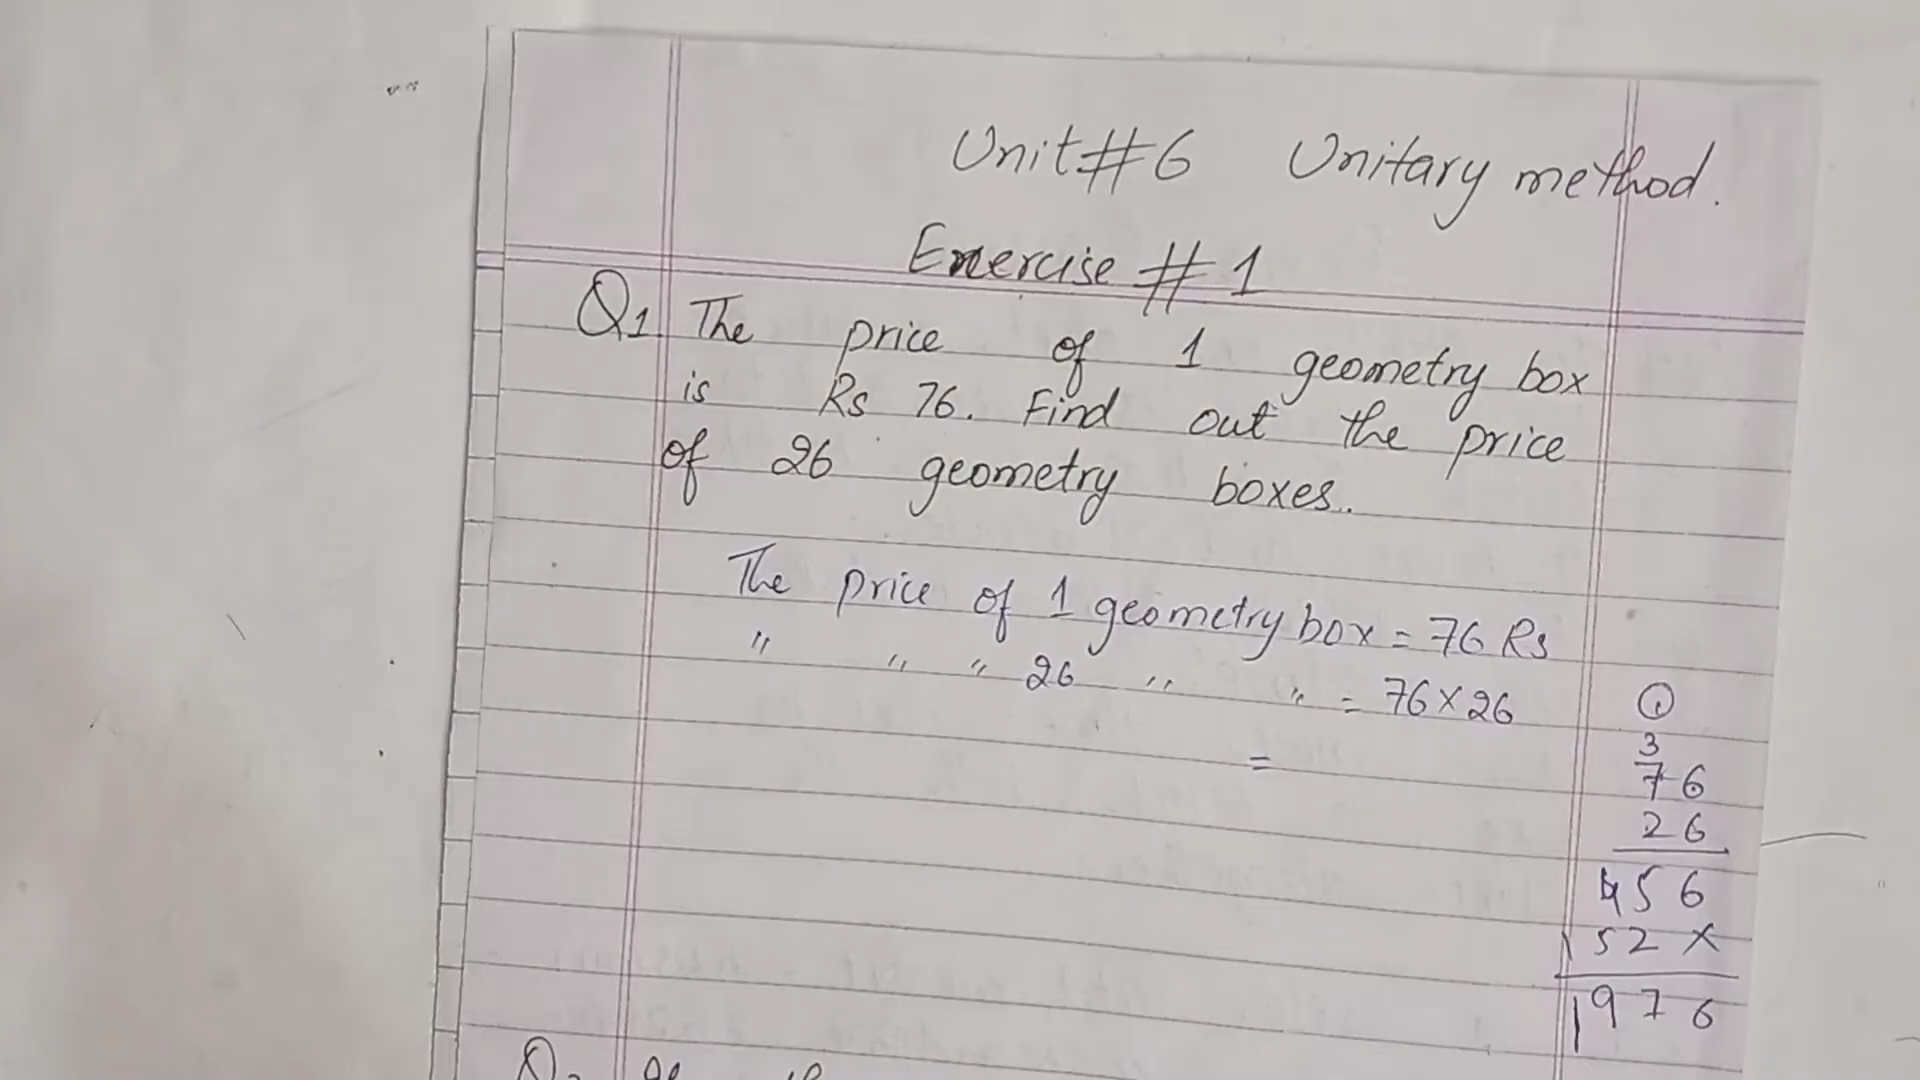 Unit#6 Unitary method.
Exercise # 1
Q1. The price of 1 geometry box
is Rs 76. Find out the price
of 26 geometry boxes..
The price of 1 geometry box = 76 Rs
" " " 26 " " = 76×26
=
1
3
76
26
456
152×
1976